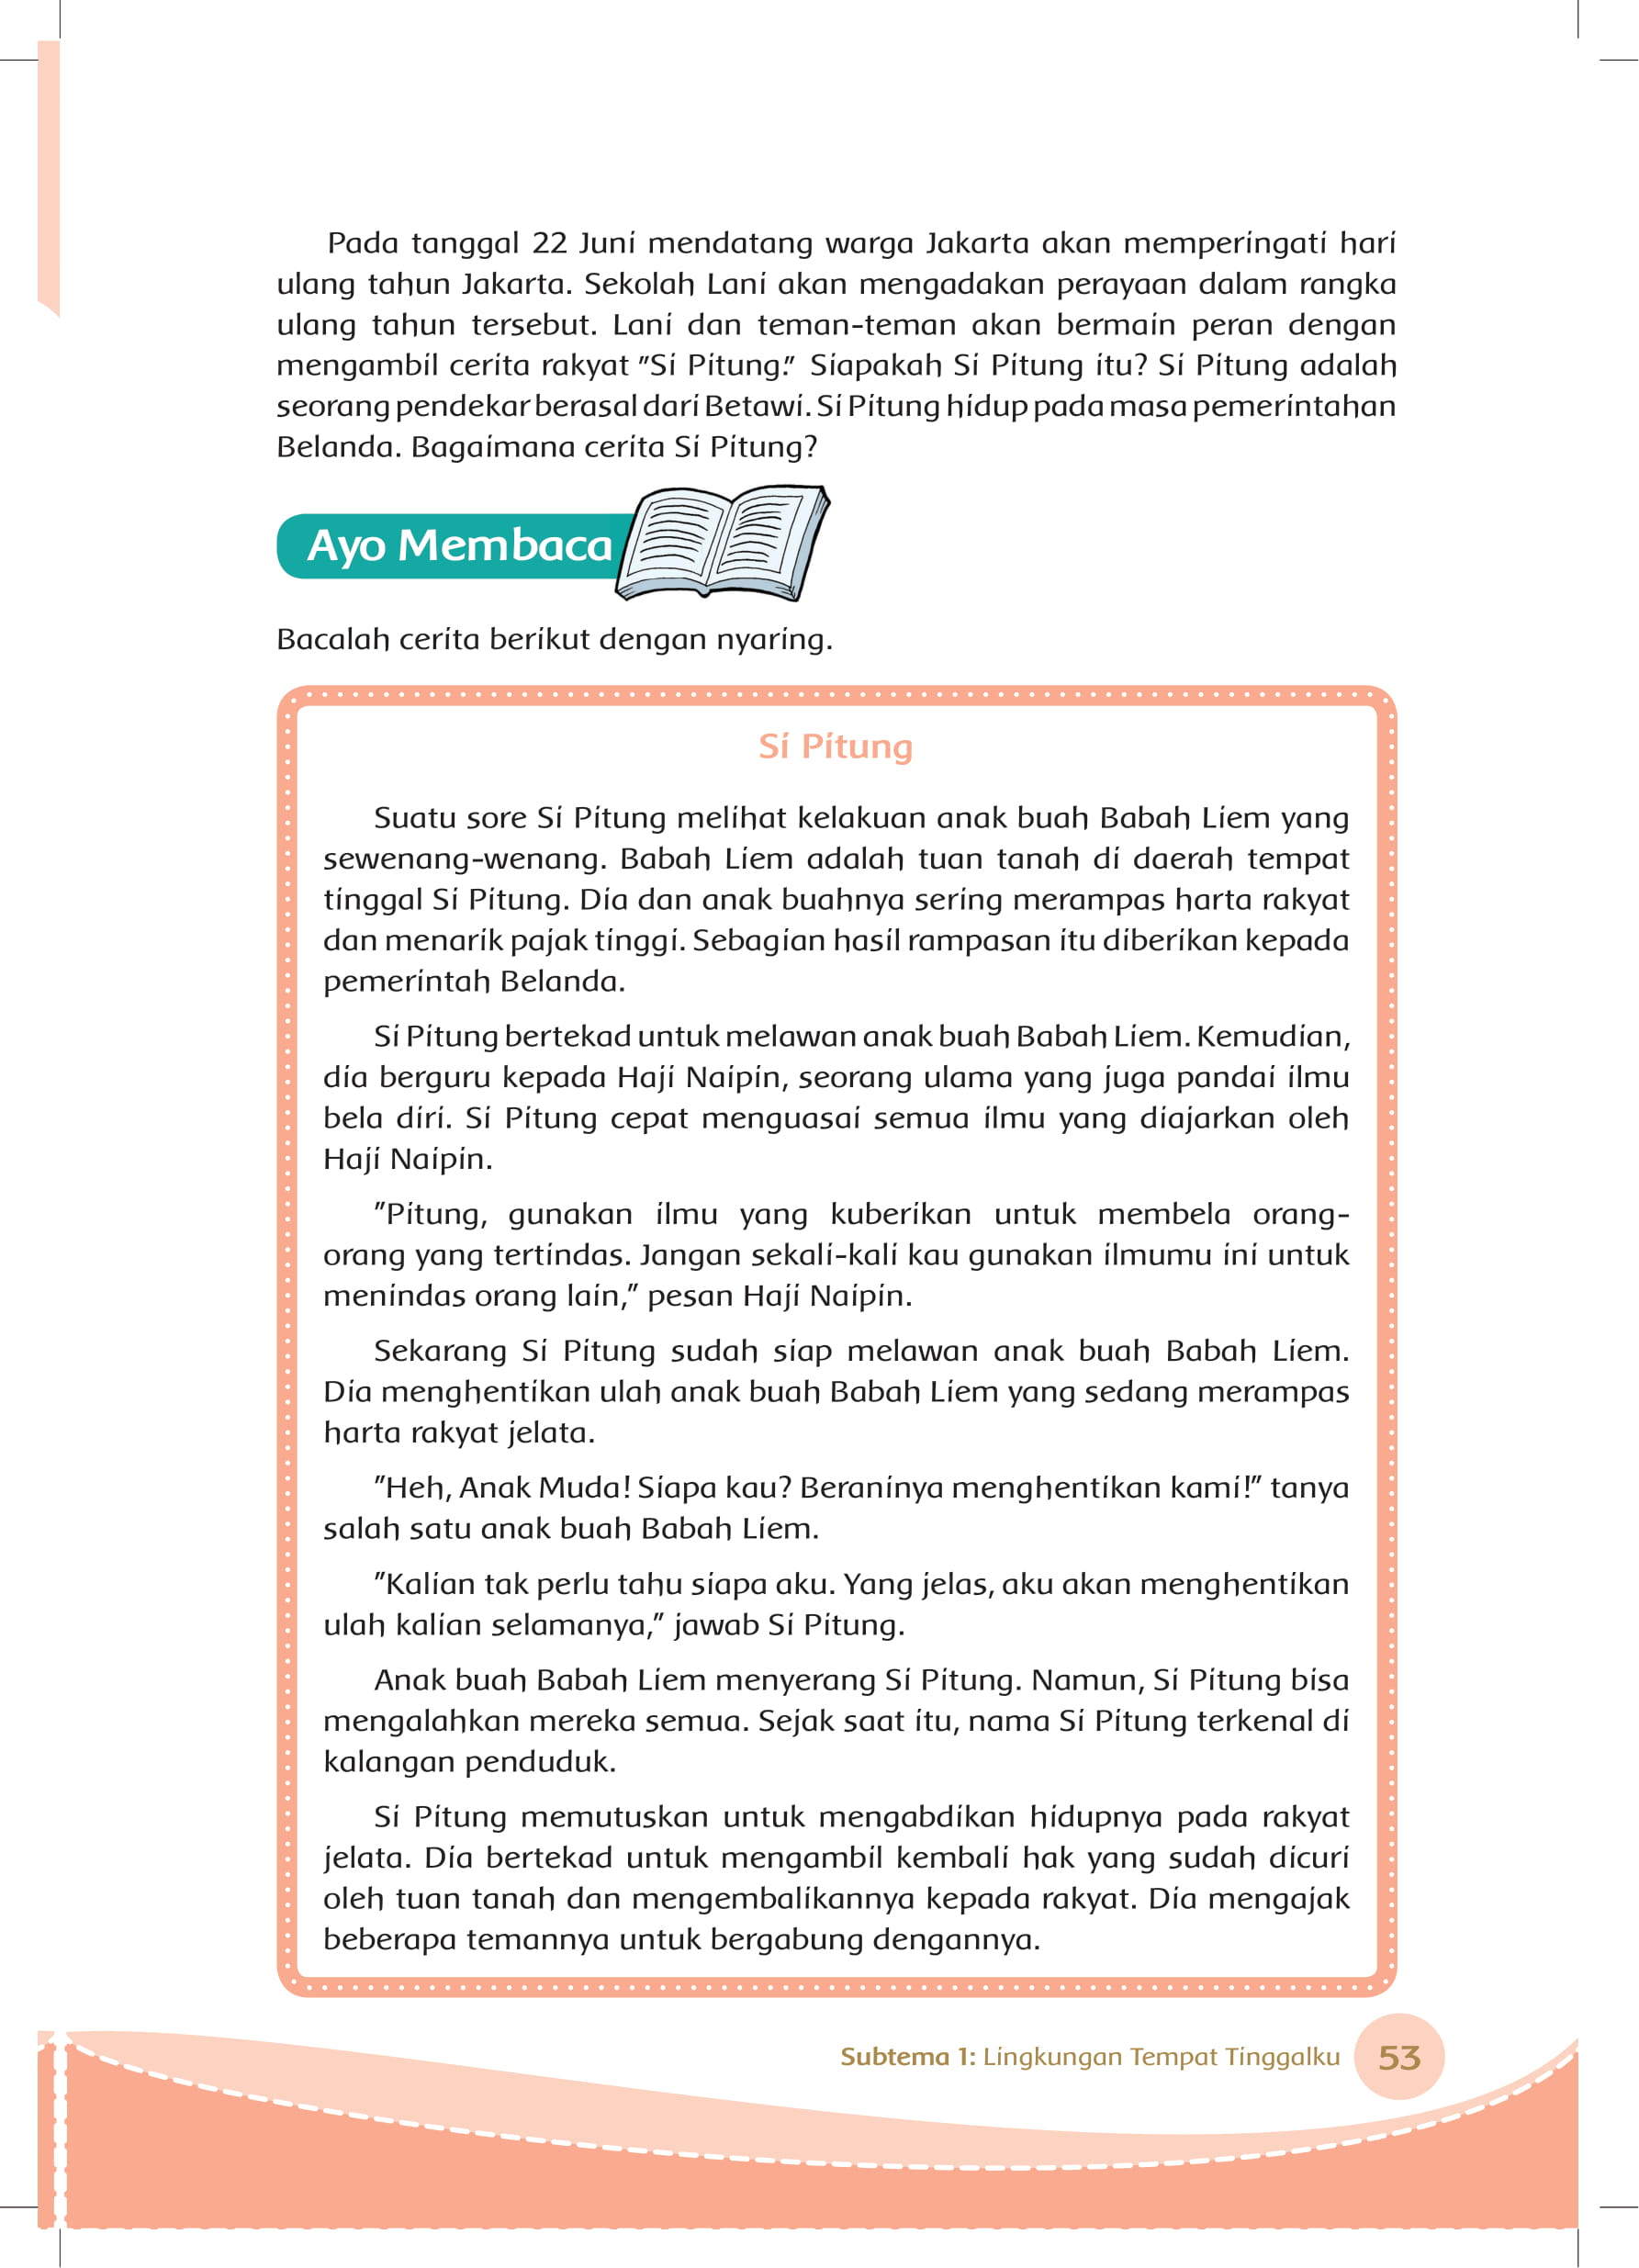 Pada tanggal 22 Juni mendatang warga Jakarta akan memperingati hari
ulang tahun Jakarta. Sekolah Lani akan mengadakan perayaan dalam rangka
ulang tahun tersebut. Lani dan teman-teman akan bermain peran dengan
mengambil cerita rakyat "Si Pitung." Siapakah Si Pitung itu? Si Pitung adalah
seorang pendekar berasal dari Betawi. Si Pitung hidup pada masa pemerintahan
Belanda. Bagaimana cerita Si Pitung?
Ayo Membaca
Bacalah cerita berikut dengan nyaring.
Si Pitung
Suatu sore Si Pitung melihat kelakuan anak buah Babah Liem yang
sewenang-wenang. Babah Liem adalah tuan tanah di daerah tempat
tinggal Si Pitung. Dia dan anak buahnya sering merampas harta rakyat
dan menarik pajak tinggi. Sebagian hasil rampasan itu diberikan kepada
pemerintah Belanda.
Si Pitung bertekad untuk melawan anak buah Babah Liem. Kemudian,
dia berguru kepada Haji Naipin, seorang ulama yang juga pandai ilmu
bela diri. Si Pitung cepat menguasai semua ilmu yang diajarkan oleh
Haji Naipin.
"Pitung, gunakan ilmu yang kuberikan untuk membela orang-
orang yang tertindas. Jangan sekali-kali kau gunakan ilmumu ini untuk
menindas orang lain," pesan Haji Naipin.
Sekarang Si Pitung sudah siap melawan anak buah Babah Liem.
Dia menghentikan ulah anak buah Babah Liem yang sedang merampas
harta rakyat jelata.
"Heh, Anak Muda! Siapa kau? Beraninya menghentikan kami!" tanya
salah satu anak buah Babah Liem.
"Kalian tak perlu tahu siapa aku. Yang jelas, aku akan menghentikan
ulah kalian selamanya," jawab Si Pitung.
Anak buah Babah Liem menyerang Si Pitung. Namun, Si Pitung bisa
mengalahkan mereka semua. Sejak saat itu, nama Si Pitung terkenal di
kalangan penduduk.
Si Pitung memutuskan untuk mengabdikan hidupnya pada rakyat
jelata. Dia bertekad untuk mengambil kembali hak yang sudah dicuri
oleh tuan tanah dan mengembalikannya kepada rakyat. Dia mengajak
beberapa temannya untuk bergabung dengannya.
Subtema 1: Lingkungan Tempat Tinggalku 53